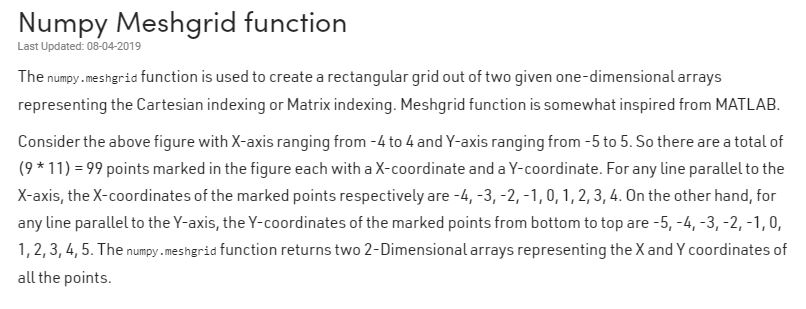 Numpy Meshgrid function
Last Updated: 08-04-2019
The numpy.meshgrid function is used to create a rectangular grid out of two given one-dimensional arrays
representing the Cartesian indexing or Matrix indexing. Meshgrid function is somewhat inspired from MATLAB.
Consider the above figure with X-axis ranging from -4 to 4 and Y-axis ranging from -5 to 5. So there are a total of
(9 * 11) = 99 points marked in the figure each with a X-coordinate and a Y-coordinate. For any line parallel to the
X-axis, the X-coordinates of the marked points respectively are -4, -3, -2, -1, 0, 1, 2, 3, 4. On the other hand, for
any line parallel to the Y-axis, the Y-coordinates of the marked points from bottom to top are -5, -4, -3, -2, -1, 0,
1, 2, 3, 4, 5. The numpy.meshgrid function returns two 2-Dimensional arrays representing the X and Y coordinates of
all the points.